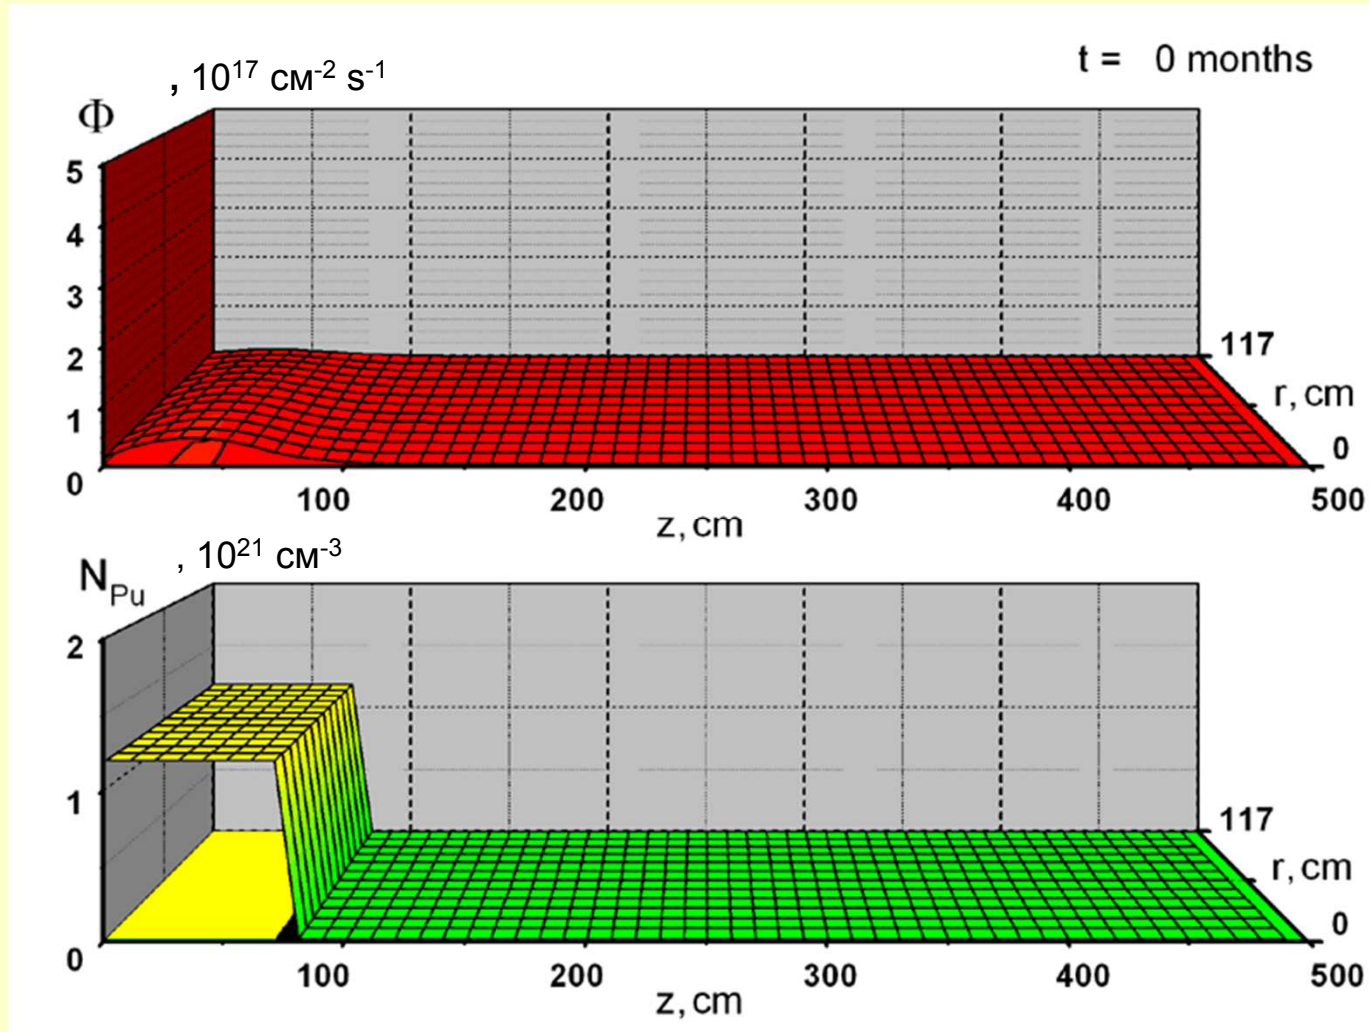 t = 0 months
, 10¹⁷ см⁻² s⁻¹
Φ
5
4
3
2
1
0
117
r, cm
0
100
200
300
400
500
z, cm
, 10²¹ см⁻³
N_Pu
2
1
0
117
r, cm
0
100
200
300
400
500
z, cm